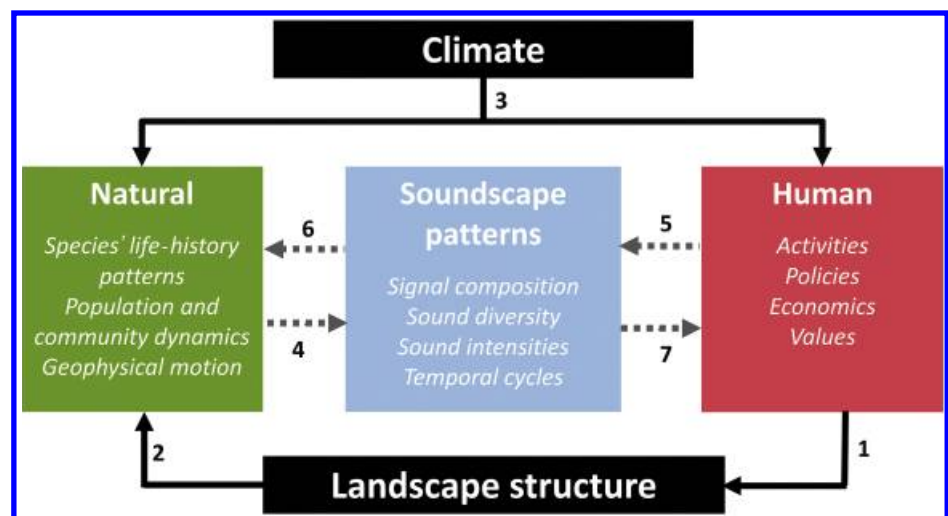 Climate
3
Natural
Species' life-history
patterns
Population and
community dynamics
Geophysical motion
6
4
Soundscape
patterns
Signal composition
Sound diversity
Sound intensities
Temporal cycles
5
7
Human
Activities
Policies
Economics
Values
2
Landscape structure
1